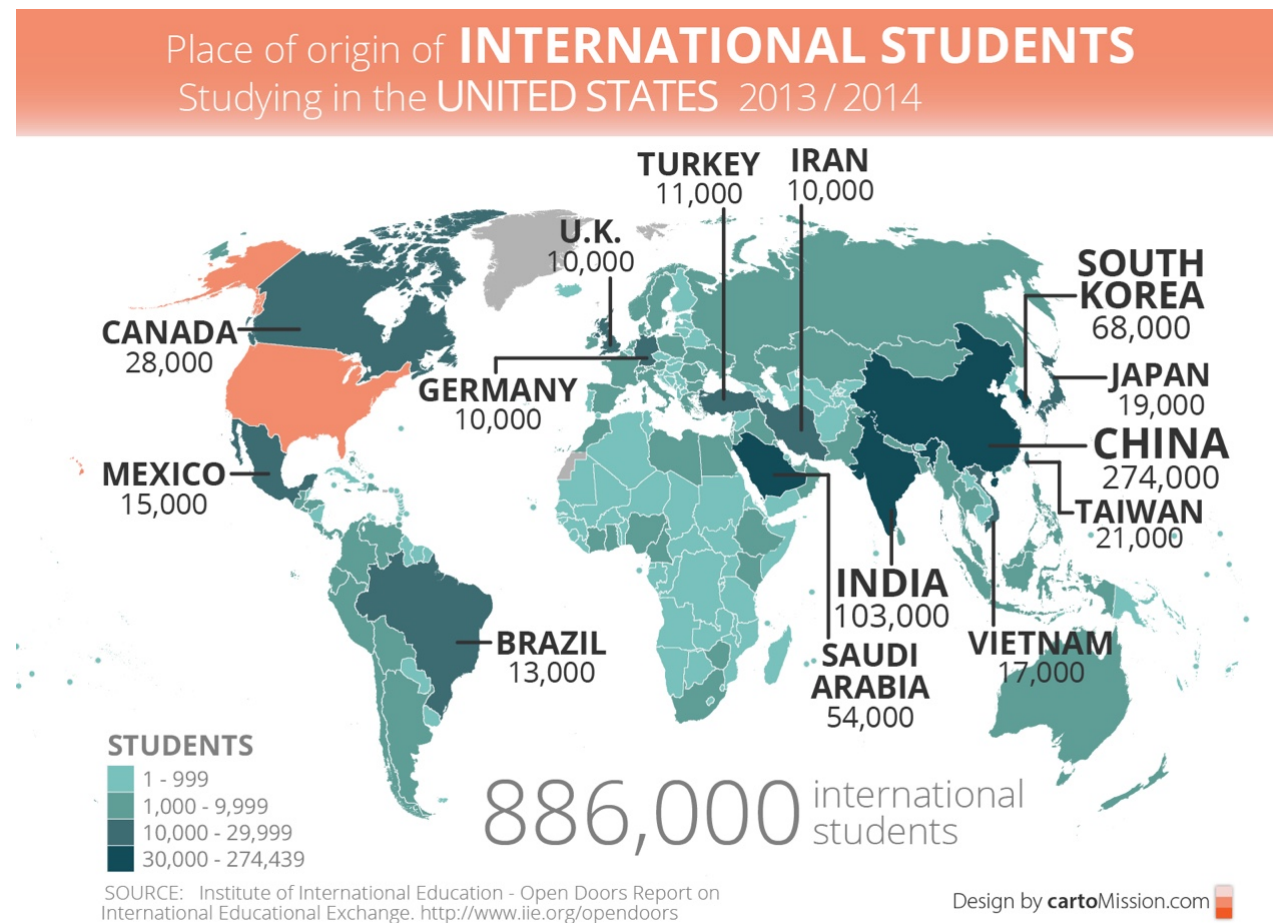 Place of origin of INTERNATIONAL STUDENTS
Studying in the UNITED STATES 2013 / 2014
TURKEY
11,000
IRAN
10,000
U.K.
10,000
SOUTH
KOREA
68,000
CANADA
28,000
GERMANY
10,000
JAPAN
19,000
CHINA
274,000
MEXICO
15,000
TAIWAN
21,000
INDIA
103,000
BRAZIL
13,000
SAUDI
ARABIA
54,000
VIETNAM
17,000
STUDENTS
1 - 999
1,000 - 9,999
10,000 - 29,999
30,000 - 274,439
886,000 international
students
SOURCE: Institute of International Education - Open Doors Report on
International Educational Exchange. http://www.iie.org/opendoors
Design by cartoMission.com